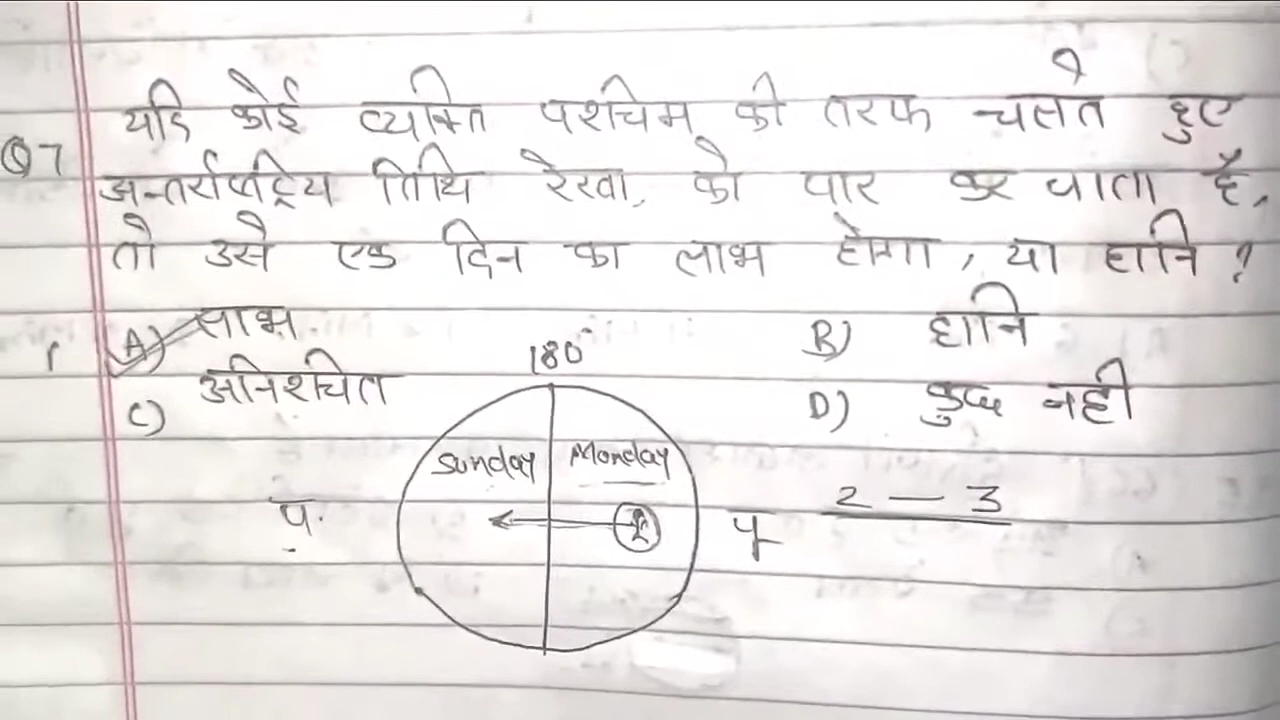 यदि कोई व्यक्ति पश्चिम की तरफ चलते हुए
Q7 अन्तर्राष्ट्रिय तिथि रेखा, को पार कर जाता है,
तो उसे एक दिन का लाभ होगा, या हानि ?
A) लाभ. B) हानि
C) अनिश्चित D) कुछ नही
180
Sunday Monday
2 — 3
प. पू